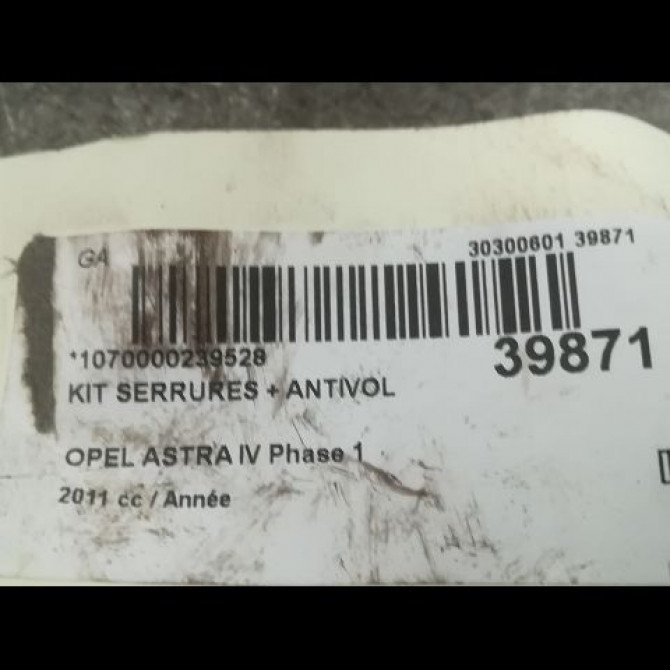 GA
30300601 39871
*1070000239528
39871
KIT SERRURES + ANTIVOL
OPEL ASTRA IV Phase 1
2011 cc / Année